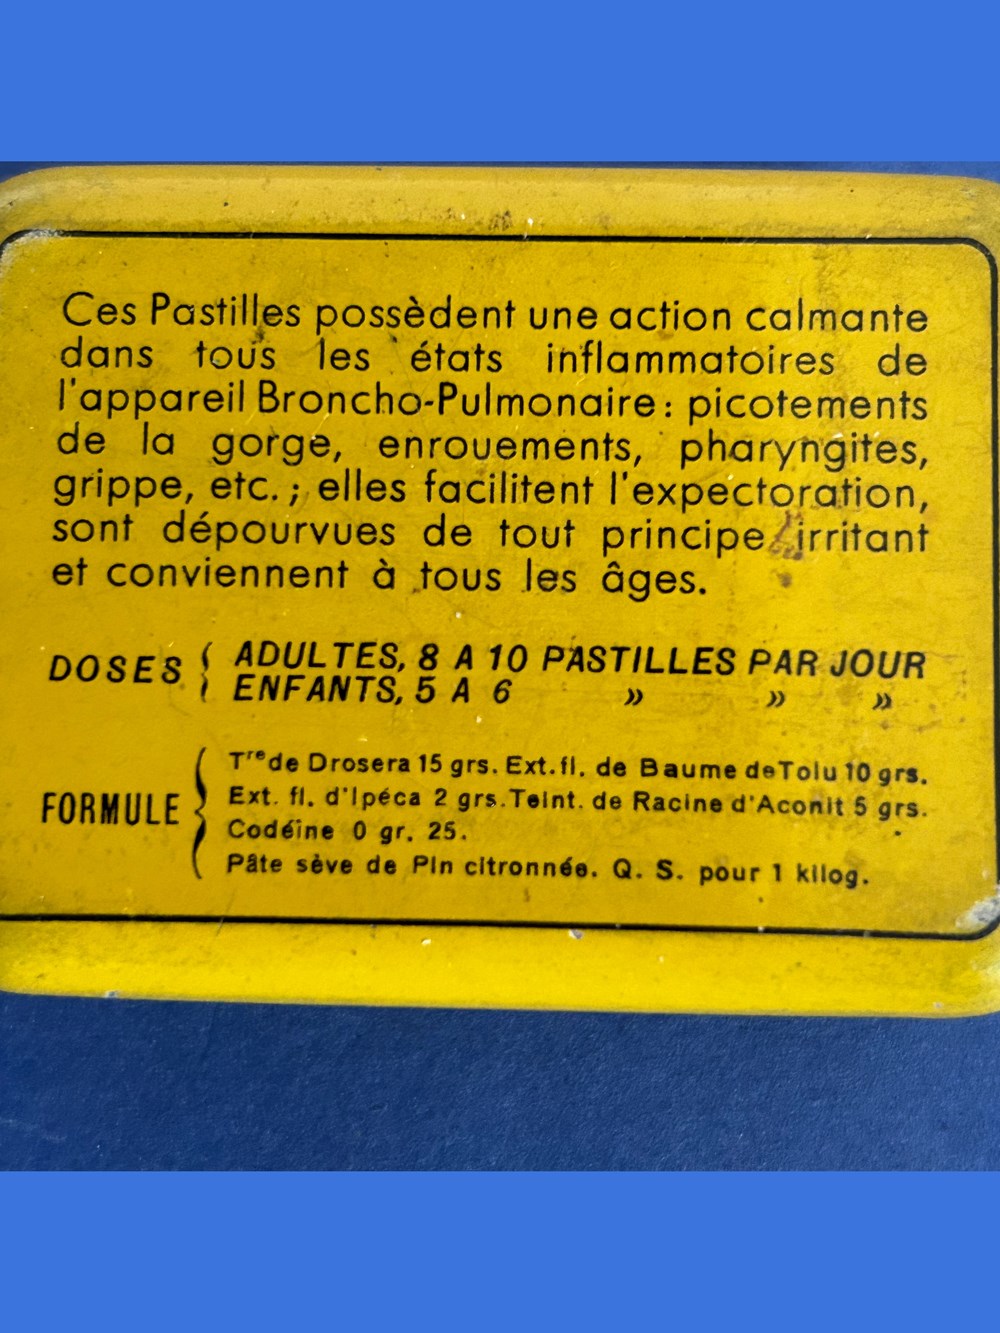 Ces Pastilles possèdent une action calmante
dans tous les états inflammatoires de
l'appareil Broncho-Pulmonaire : picotements
de la gorge, enrouements, pharyngites,
grippe, etc. ; elles facilitent l'expectoration,
sont dépourvues de tout principe irritant
et conviennent à tous les âges.
DOSES { ADULTES, 8 A 10 PASTILLES PAR JOUR
ENFANTS, 5 A 6 » » »
FORMULE { Tre de Drosera 15 grs. Ext. fl. de Baume de Tolu 10 grs.
Ext. fl. d'Ipéca 2 grs. Teint. de Racine d'Aconit 5 grs.
Codéine 0 gr. 25.
Pâte sève de Pin citronnée. Q. S. pour 1 kilog.